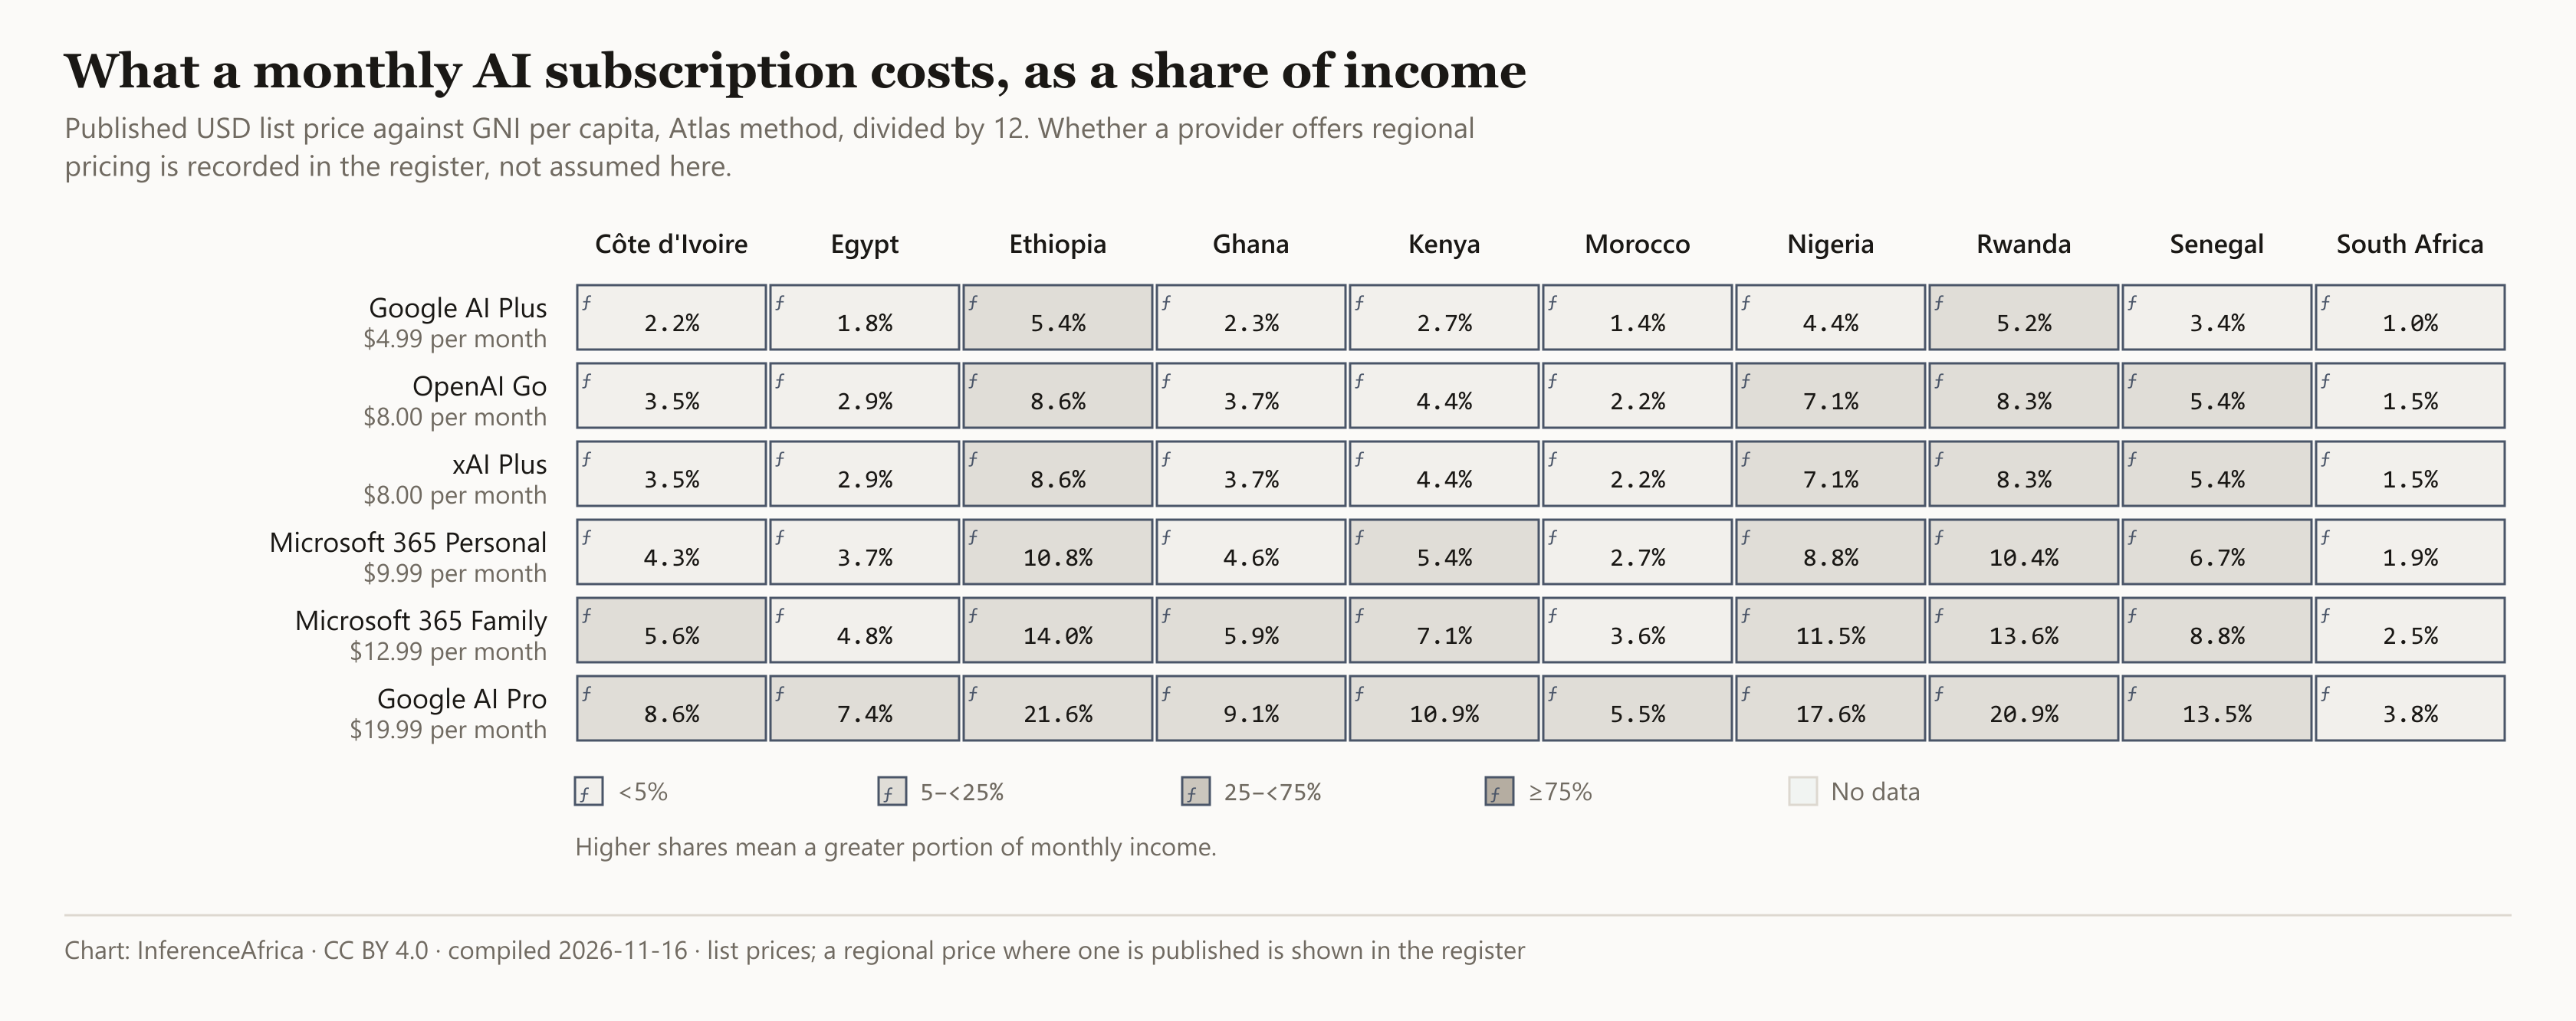 What a monthly AI subscription costs, as a share of income
Published USD list price against GNI per capita, Atlas method, divided by 12. Whether a provider offers regional
pricing is recorded in the register, not assumed here.
Côte d'Ivoire Egypt Ethiopia Ghana Kenya Morocco Nigeria Rwanda Senegal South Africa
Google AI Plus
$4.99 per month
ƒ 2.2% ƒ 1.8% ƒ 5.4% ƒ 2.3% ƒ 2.7% ƒ 1.4% ƒ 4.4% ƒ 5.2% ƒ 3.4% ƒ 1.0%
OpenAI Go
$8.00 per month
ƒ 3.5% ƒ 2.9% ƒ 8.6% ƒ 3.7% ƒ 4.4% ƒ 2.2% ƒ 7.1% ƒ 8.3% ƒ 5.4% ƒ 1.5%
xAI Plus
$8.00 per month
ƒ 3.5% ƒ 2.9% ƒ 8.6% ƒ 3.7% ƒ 4.4% ƒ 2.2% ƒ 7.1% ƒ 8.3% ƒ 5.4% ƒ 1.5%
Microsoft 365 Personal
$9.99 per month
ƒ 4.3% ƒ 3.7% ƒ 10.8% ƒ 4.6% ƒ 5.4% ƒ 2.7% ƒ 8.8% ƒ 10.4% ƒ 6.7% ƒ 1.9%
Microsoft 365 Family
$12.99 per month
ƒ 5.6% ƒ 4.8% ƒ 14.0% ƒ 5.9% ƒ 7.1% ƒ 3.6% ƒ 11.5% ƒ 13.6% ƒ 8.8% ƒ 2.5%
Google AI Pro
$19.99 per month
ƒ 8.6% ƒ 7.4% ƒ 21.6% ƒ 9.1% ƒ 10.9% ƒ 5.5% ƒ 17.6% ƒ 20.9% ƒ 13.5% ƒ 3.8%
ƒ <5% ƒ 5–<25% ƒ 25–<75% ƒ ≥75% No data
Higher shares mean a greater portion of monthly income.
Chart: InferenceAfrica · CC BY 4.0 · compiled 2026-11-16 · list prices; a regional price where one is published is shown in the register